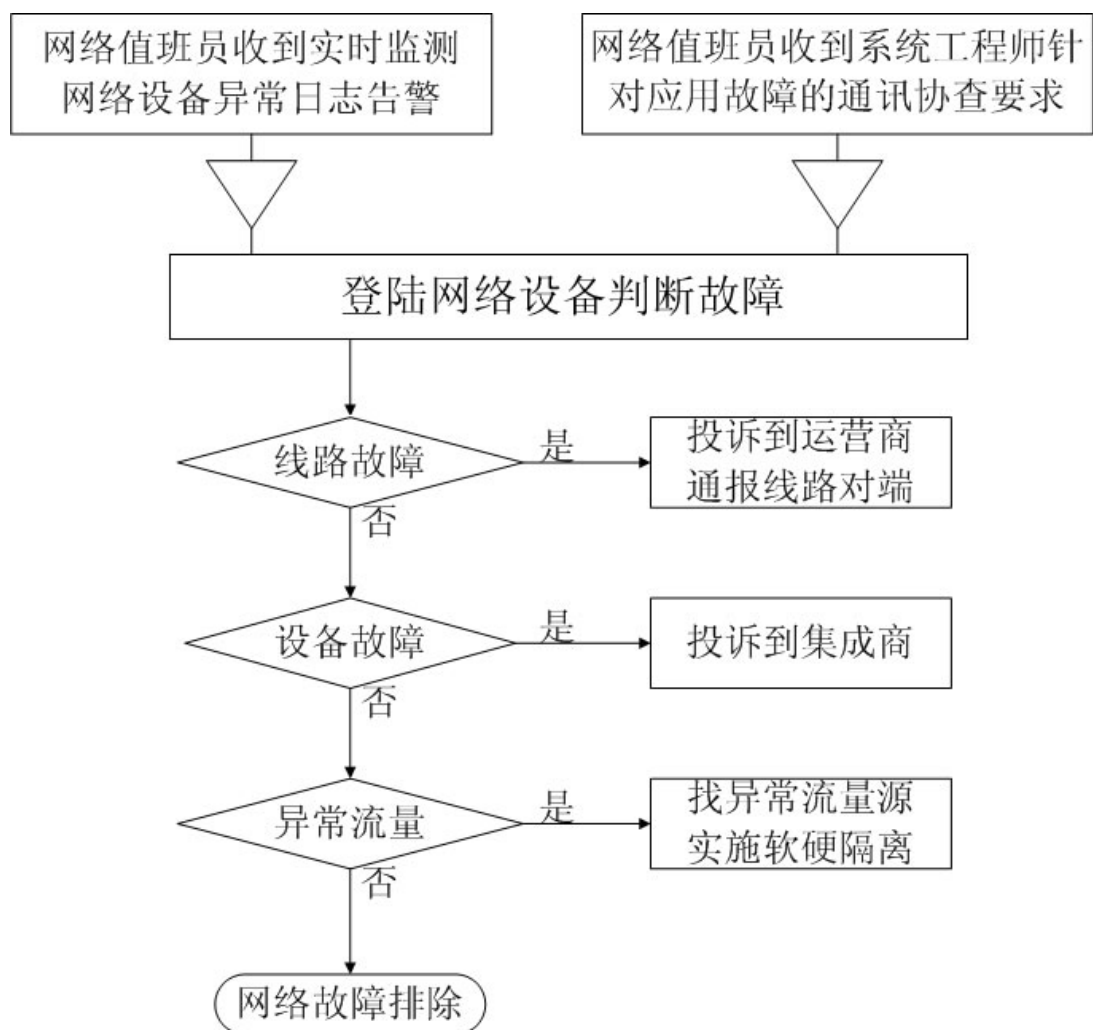 网络值班员收到实时监测
网络设备异常日志告警
网络值班员收到系统工程师针
对应用故障的通讯协查要求
登陆网络设备判断故障
线路故障
是
投诉到运营商
通报线路对端
否
设备故障
是
投诉到集成商
否
异常流量
是
找异常流量源
实施软硬隔离
否
网络故障排除